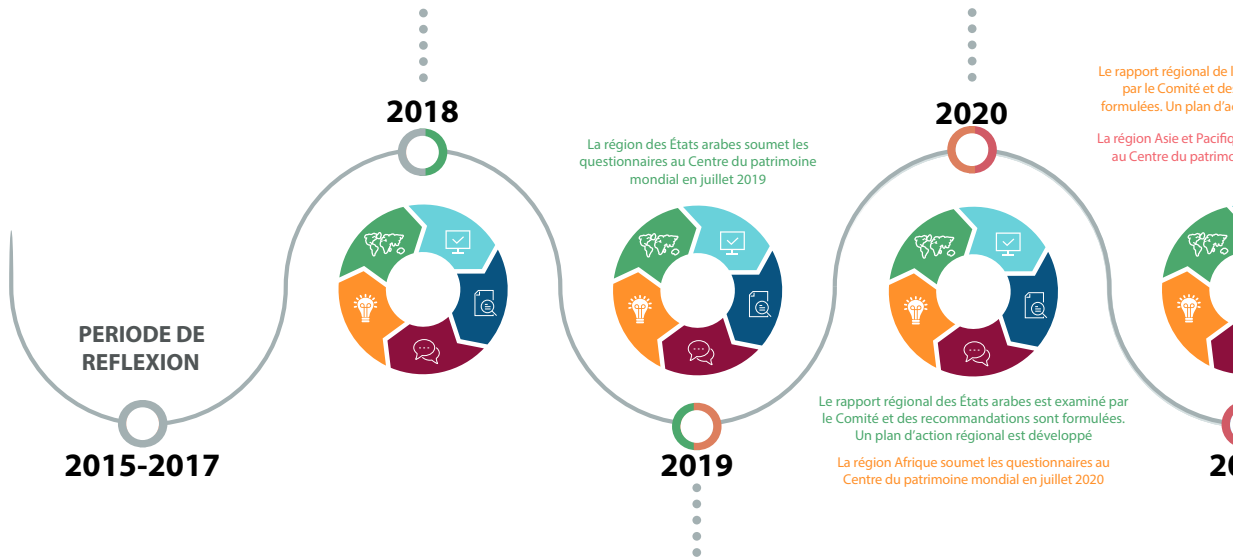 PERIODE DE
REFLEXION
2015-2017
2018
La région des États arabes soumet les
questionnaires au Centre du patrimoine
mondial en juillet 2019
2019
2020
Le rapport régional des États arabes est examiné par
le Comité et des recommandations sont formulées.
Un plan d'action régional est développé
La région Afrique soumet les questionnaires au
Centre du patrimoine mondial en juillet 2020
Le rapport régional de
par le Comité et
formulées. Un plan
La région Asie et
au Centre du